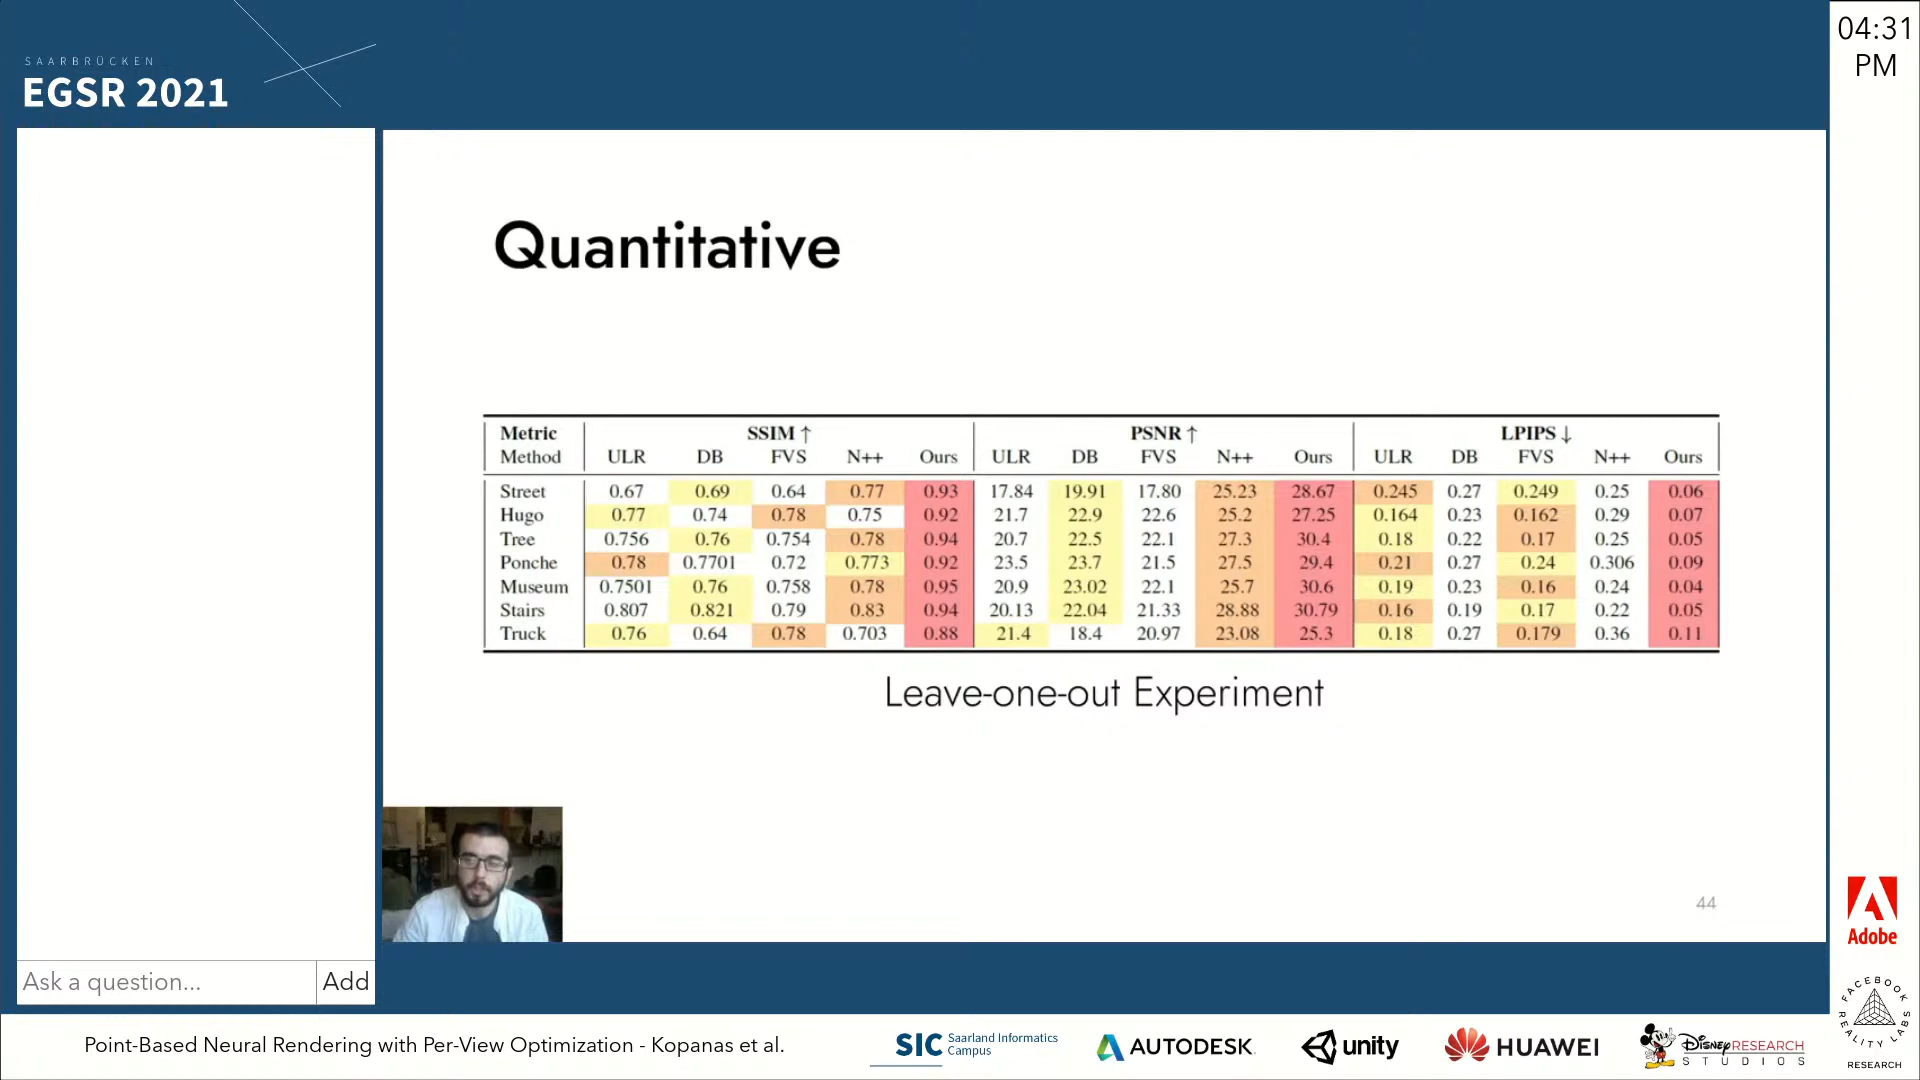 SAARBRÜCKEN
EGSR 2021
04:31
PM
Quantitative
Metric SSIM ↑ PSNR ↑ LPIPS ↓
Method ULR DB FVS N++ Ours ULR DB FVS N++ Ours ULR DB FVS N++ Ours
Street 0.67 0.69 0.64 0.77 0.93 17.84 19.91 17.80 25.23 28.67 0.245 0.27 0.249 0.25 0.06
Hugo 0.77 0.74 0.78 0.75 0.92 21.7 22.9 22.6 25.2 27.25 0.164 0.23 0.162 0.29 0.07
Tree 0.756 0.76 0.754 0.78 0.94 20.7 22.5 22.1 27.3 30.4 0.18 0.22 0.17 0.25 0.05
Ponche 0.78 0.7701 0.72 0.773 0.92 23.5 23.7 21.5 27.5 29.4 0.21 0.27 0.24 0.306 0.09
Museum 0.7501 0.76 0.758 0.78 0.95 20.9 23.02 22.1 25.7 30.6 0.19 0.23 0.16 0.24 0.04
Stairs 0.807 0.821 0.79 0.83 0.94 20.13 22.04 21.33 28.88 30.79 0.16 0.19 0.17 0.22 0.05
Truck 0.76 0.64 0.78 0.703 0.88 21.4 18.4 20.97 23.08 25.3 0.18 0.27 0.179 0.36 0.11
Leave-one-out Experiment
44
Ask a question... Add
Adobe
FACEBOOK REALITY LABS
RESEARCH
Point-Based Neural Rendering with Per-View Optimization - Kopanas et al.
SIC Saarland Informatics
Campus
AUTODESK
unity
HUAWEI
Disney RESEARCH
STUDIOS